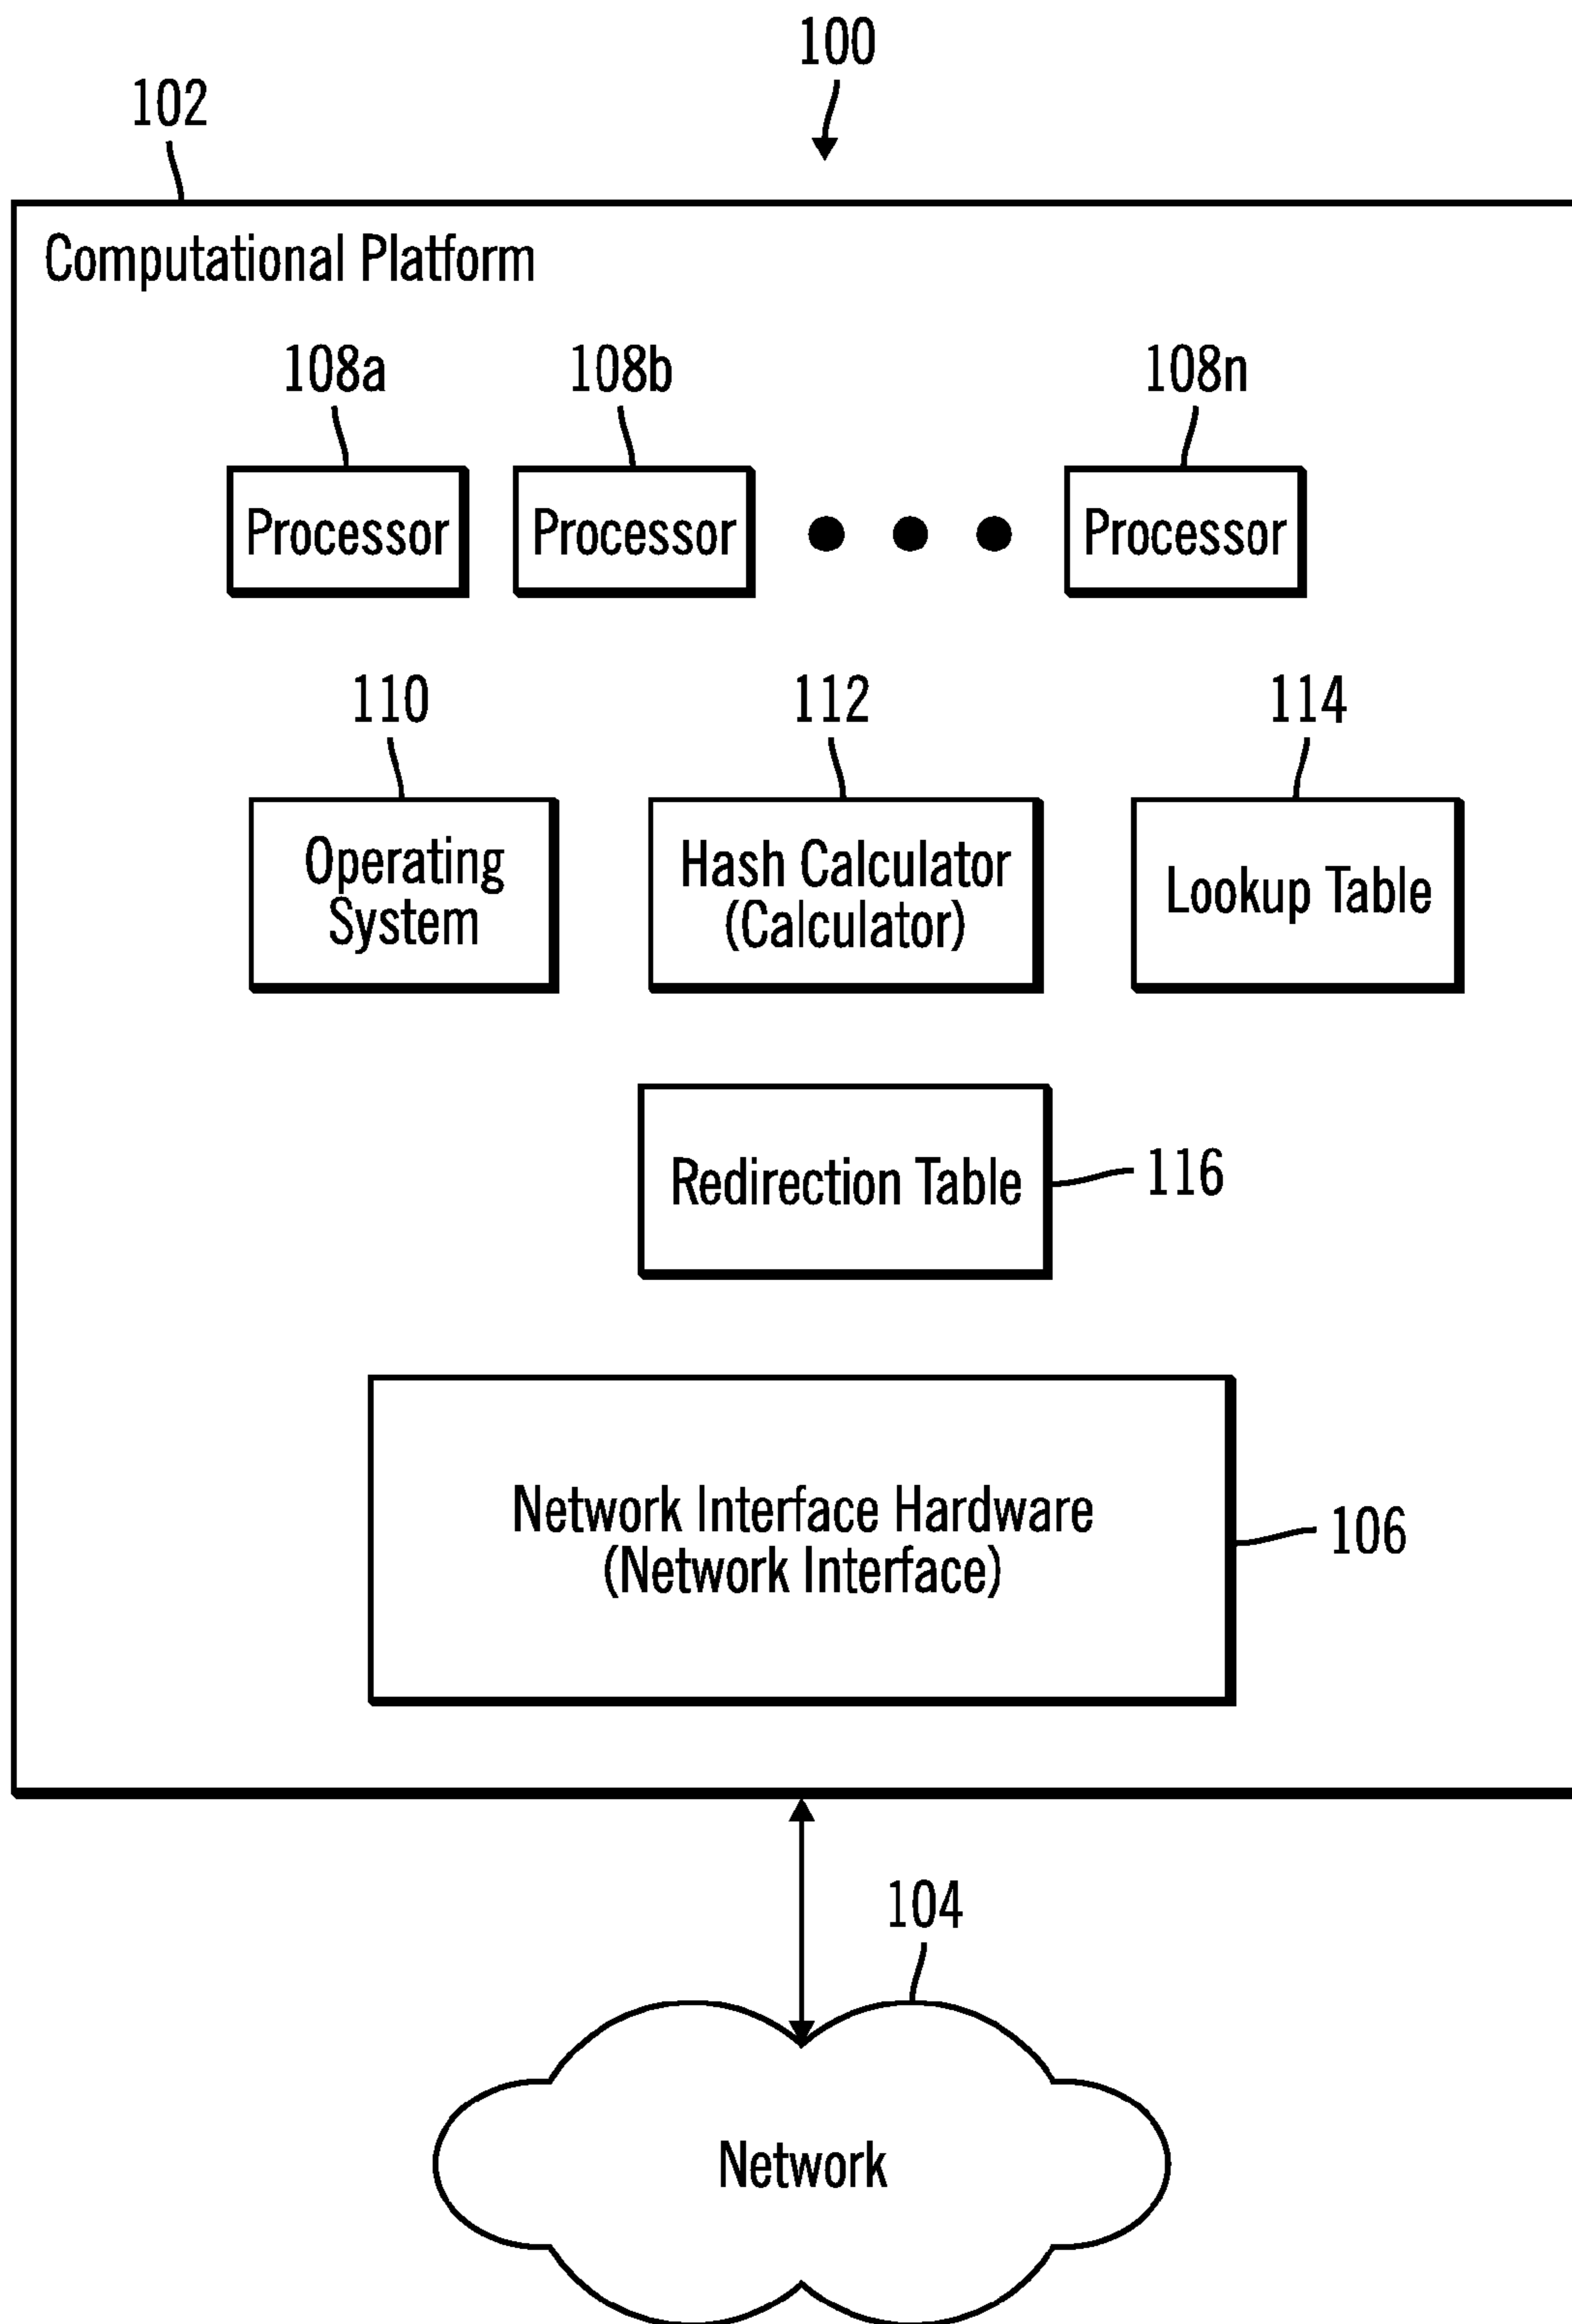 100
102
Computational Platform
108a
108b
108n
Processor
Processor
Processor
110
112
114
Operating
System
Hash Calculator
(Calculator)
Lookup Table
Redirection Table
116
Network Interface Hardware
(Network Interface)
106
104
Network